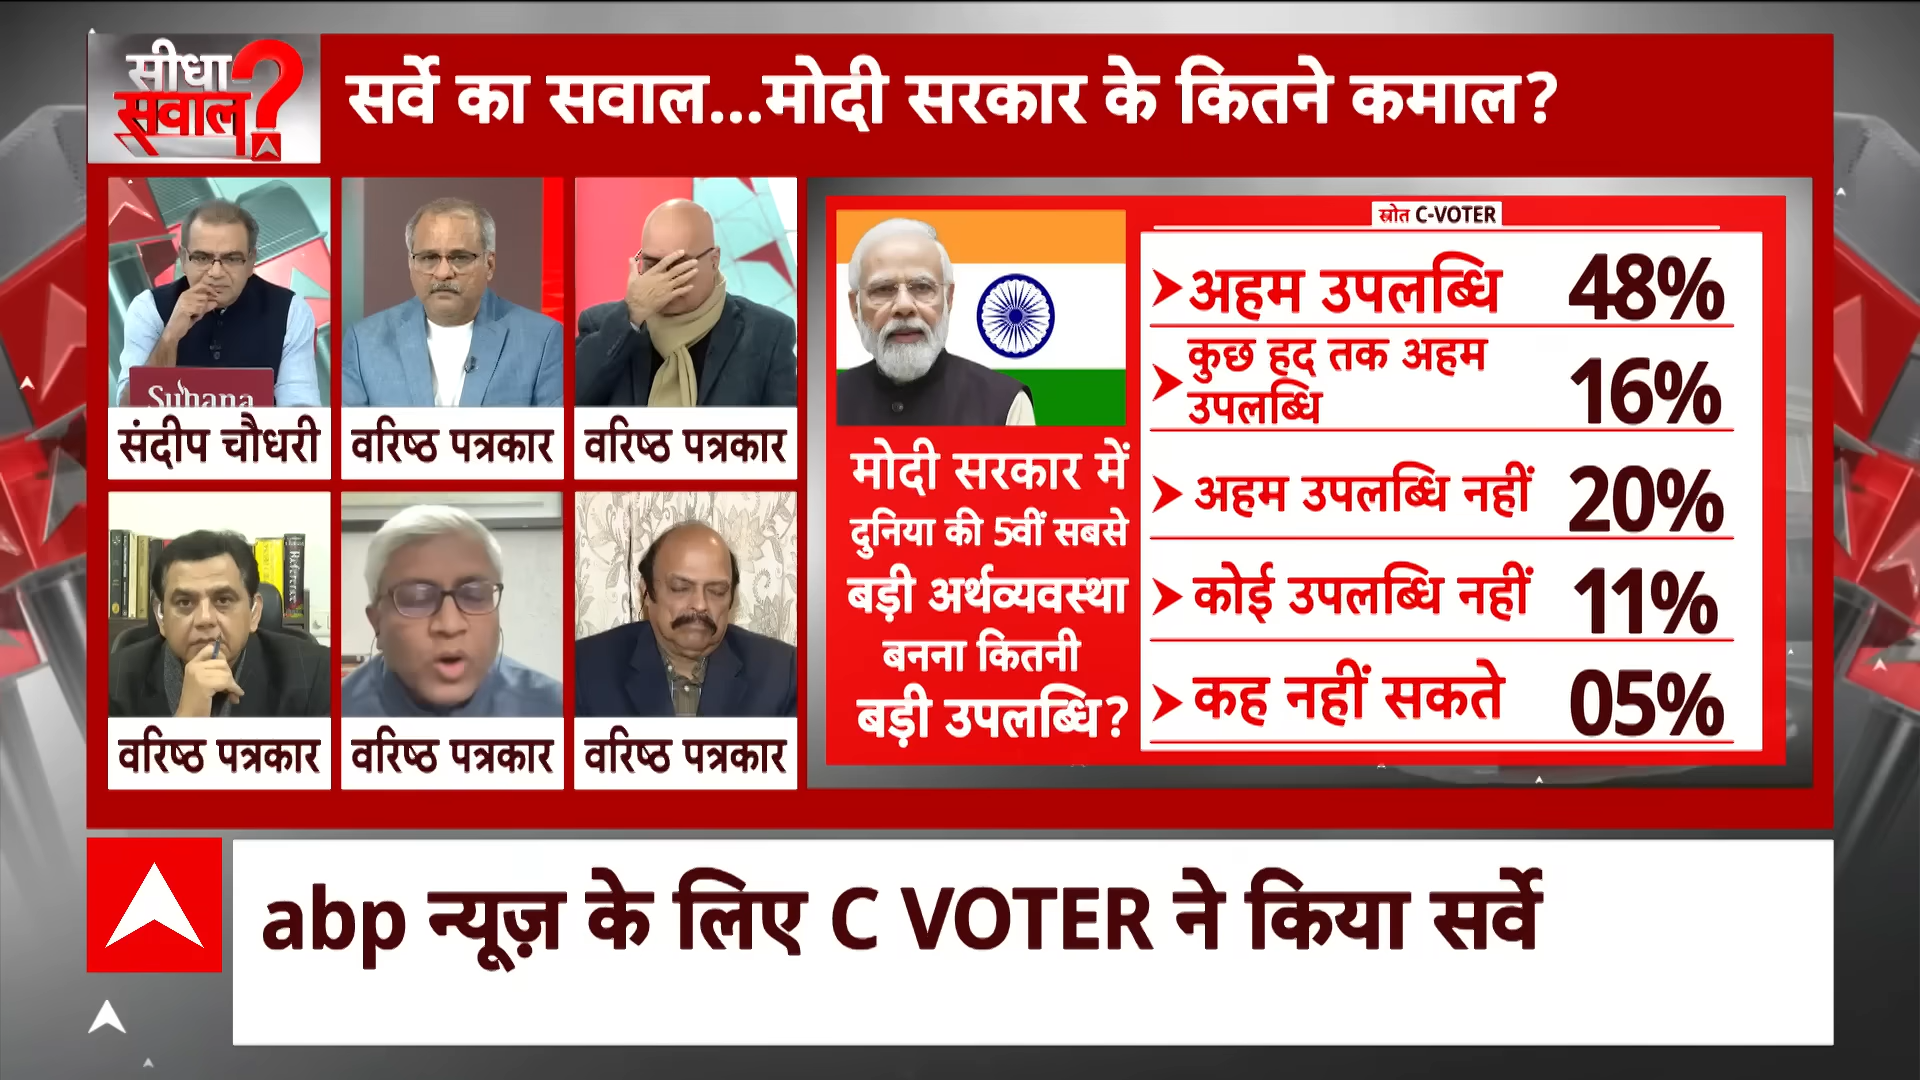 सीधा
सवाल?
सर्वे का सवाल...मोदी सरकार के कितने कमाल?
Suhana
संदीप चौधरी
वरिष्ठ पत्रकार
वरिष्ठ पत्रकार
वरिष्ठ पत्रकार
वरिष्ठ पत्रकार
वरिष्ठ पत्रकार
मोदी सरकार में
दुनिया की 5वीं सबसे
बड़ी अर्थव्यवस्था
बनना कितनी
बड़ी उपलब्धि?
स्रोत C-VOTER
अहम उपलब्धि 48%
कुछ हद तक अहम
उपलब्धि 16%
अहम उपलब्धि नहीं 20%
कोई उपलब्धि नहीं 11%
कह नहीं सकते 05%
abp न्यूज़ के लिए C VOTER ने किया सर्वे